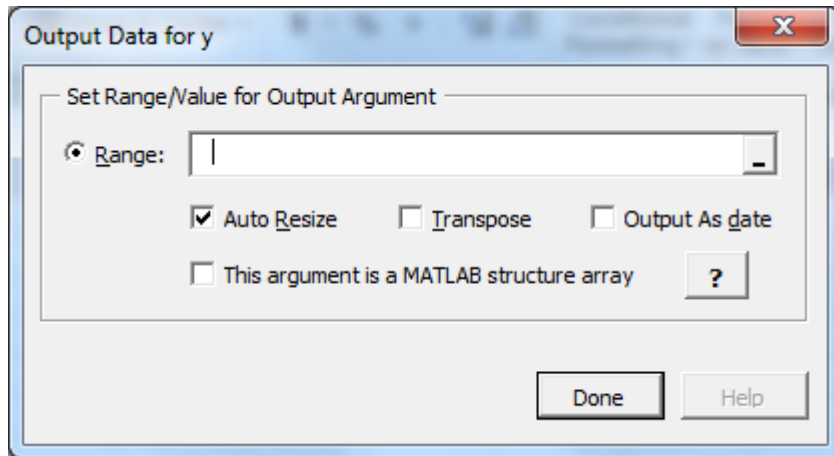 Output Data for y
Set Range/Value for Output Argument
Range:
Auto Resize
Transpose
Output As date
This argument is a MATLAB structure array
?
Done
Help